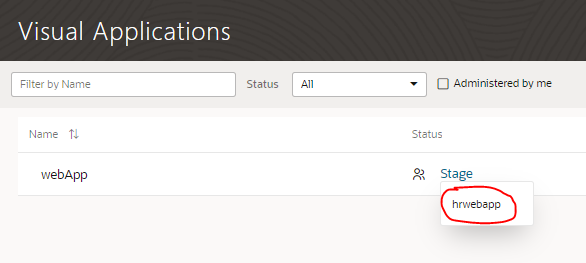 Visual Applications
Filter by Name
Status
All
Administered by me
Name
Status
webApp
Stage
hrwebapp